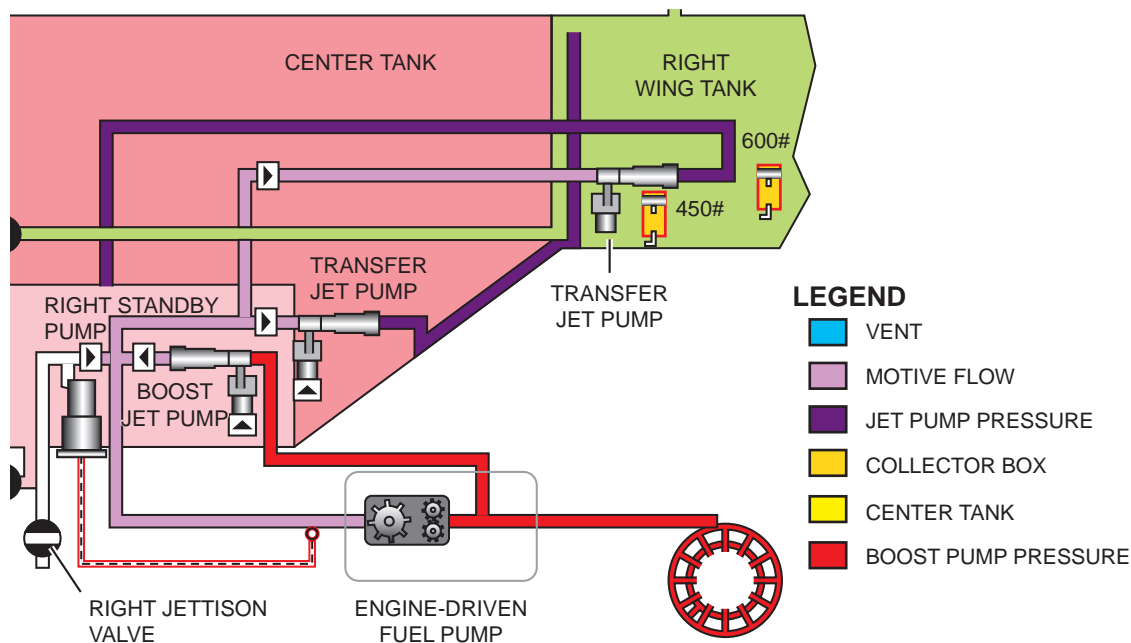 CENTER TANK
RIGHT
WING TANK
600#
450#
TRANSFER
JET PUMP
TRANSFER
JET PUMP
RIGHT STANDBY
PUMP
BOOST
JET PUMP
RIGHT JETTISON
VALVE
ENGINE-DRIVEN
FUEL PUMP
LEGEND
VENT
MOTIVE FLOW
JET PUMP PRESSURE
COLLECTOR BOX
CENTER TANK
BOOST PUMP PRESSURE